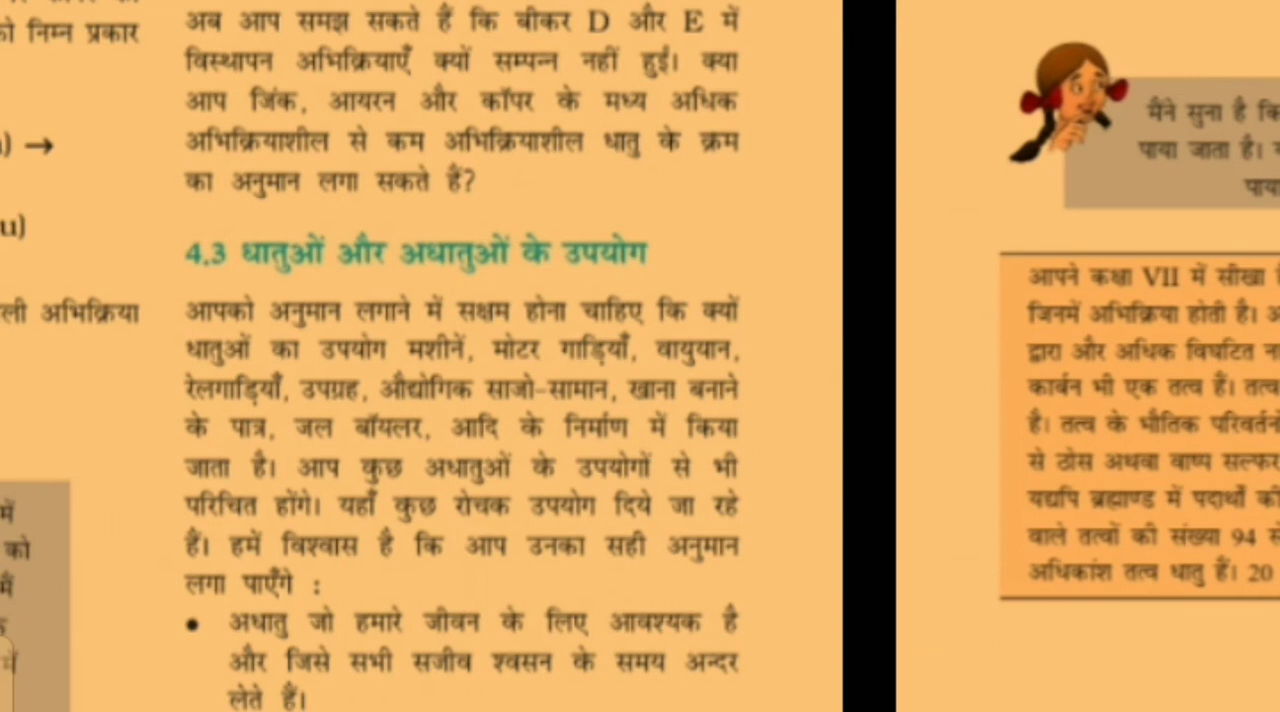 को निम्न प्रकार
) →
u)
ली अभिक्रिया
में
को
में
अब आप समझ सकते हैं कि बीकर D और E में
विस्थापन अभिक्रियाएँ क्यों सम्पन्न नहीं हुईं। क्या
आप जिंक, आयरन और कॉपर के मध्य अधिक
अभिक्रियाशील से कम अभिक्रियाशील धातु के क्रम
का अनुमान लगा सकते हैं?
4.3 धातुओं और अधातुओं के उपयोग
आपको अनुमान लगाने में सक्षम होना चाहिए कि क्यों
धातुओं का उपयोग मशीनें, मोटर गाड़ियाँ, वायुयान,
रेलगाड़ियाँ, उपग्रह, औद्योगिक साजो-सामान, खाना बनाने
के पात्र, जल बॉयलर, आदि के निर्माण में किया
जाता है। आप कुछ अधातुओं के उपयोगों से भी
परिचित होंगे। यहाँ कुछ रोचक उपयोग दिये जा रहे
हैं। हमें विश्वास है कि आप उनका सही अनुमान
लगा पाएँगे :
• अधातु जो हमारे जीवन के लिए आवश्यक है
और जिसे सभी सजीव श्वसन के समय अन्दर
लेते हैं।
मैंने सुना है कि
पाया जाता है।
पाया
आपने कक्षा VII में सीखा
जिनमें अभिक्रिया होती है।
द्वारा और अधिक विघटित
कार्बन भी एक तत्व हैं। तत्व
है। तत्व के भौतिक परिवर्तन
से ठोस अथवा वाष्प सल्फर
यद्यपि ब्रह्माण्ड में पदार्थों की
वाले तत्वों की संख्या 94 से
अधिकांश तत्व धातु हैं। 20